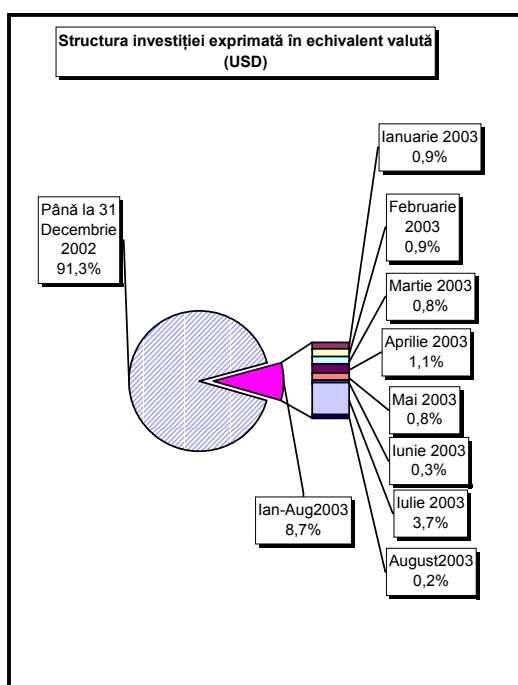 Structura investiției exprimată în echivalent valută
(USD)
Până la 31
Decembrie
2002
91,3%
Ian-Aug2003
8,7%
Ianuarie 2003
0,9%
Februarie
2003
0,9%
Martie 2003
0,8%
Aprilie 2003
1,1%
Mai 2003
0,8%
Iunie 2003
0,3%
Iulie 2003
3,7%
August2003
0,2%